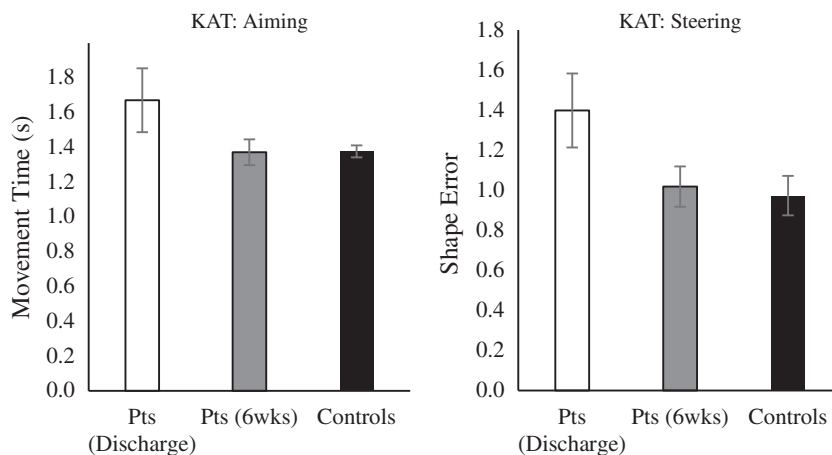 KAT: Aiming
Movement Time (s)
1.8
1.6
1.4
1.2
1.0
0.8
0.6
0.4
0.2
0.0
Pts
(Discharge)
Pts (6wks)
Controls
KAT: Steering
Shape Error
1.8
1.6
1.4
1.2
1.0
0.8
0.6
0.4
0.2
0.0
Pts
(Discharge)
Pts (6wks)
Controls